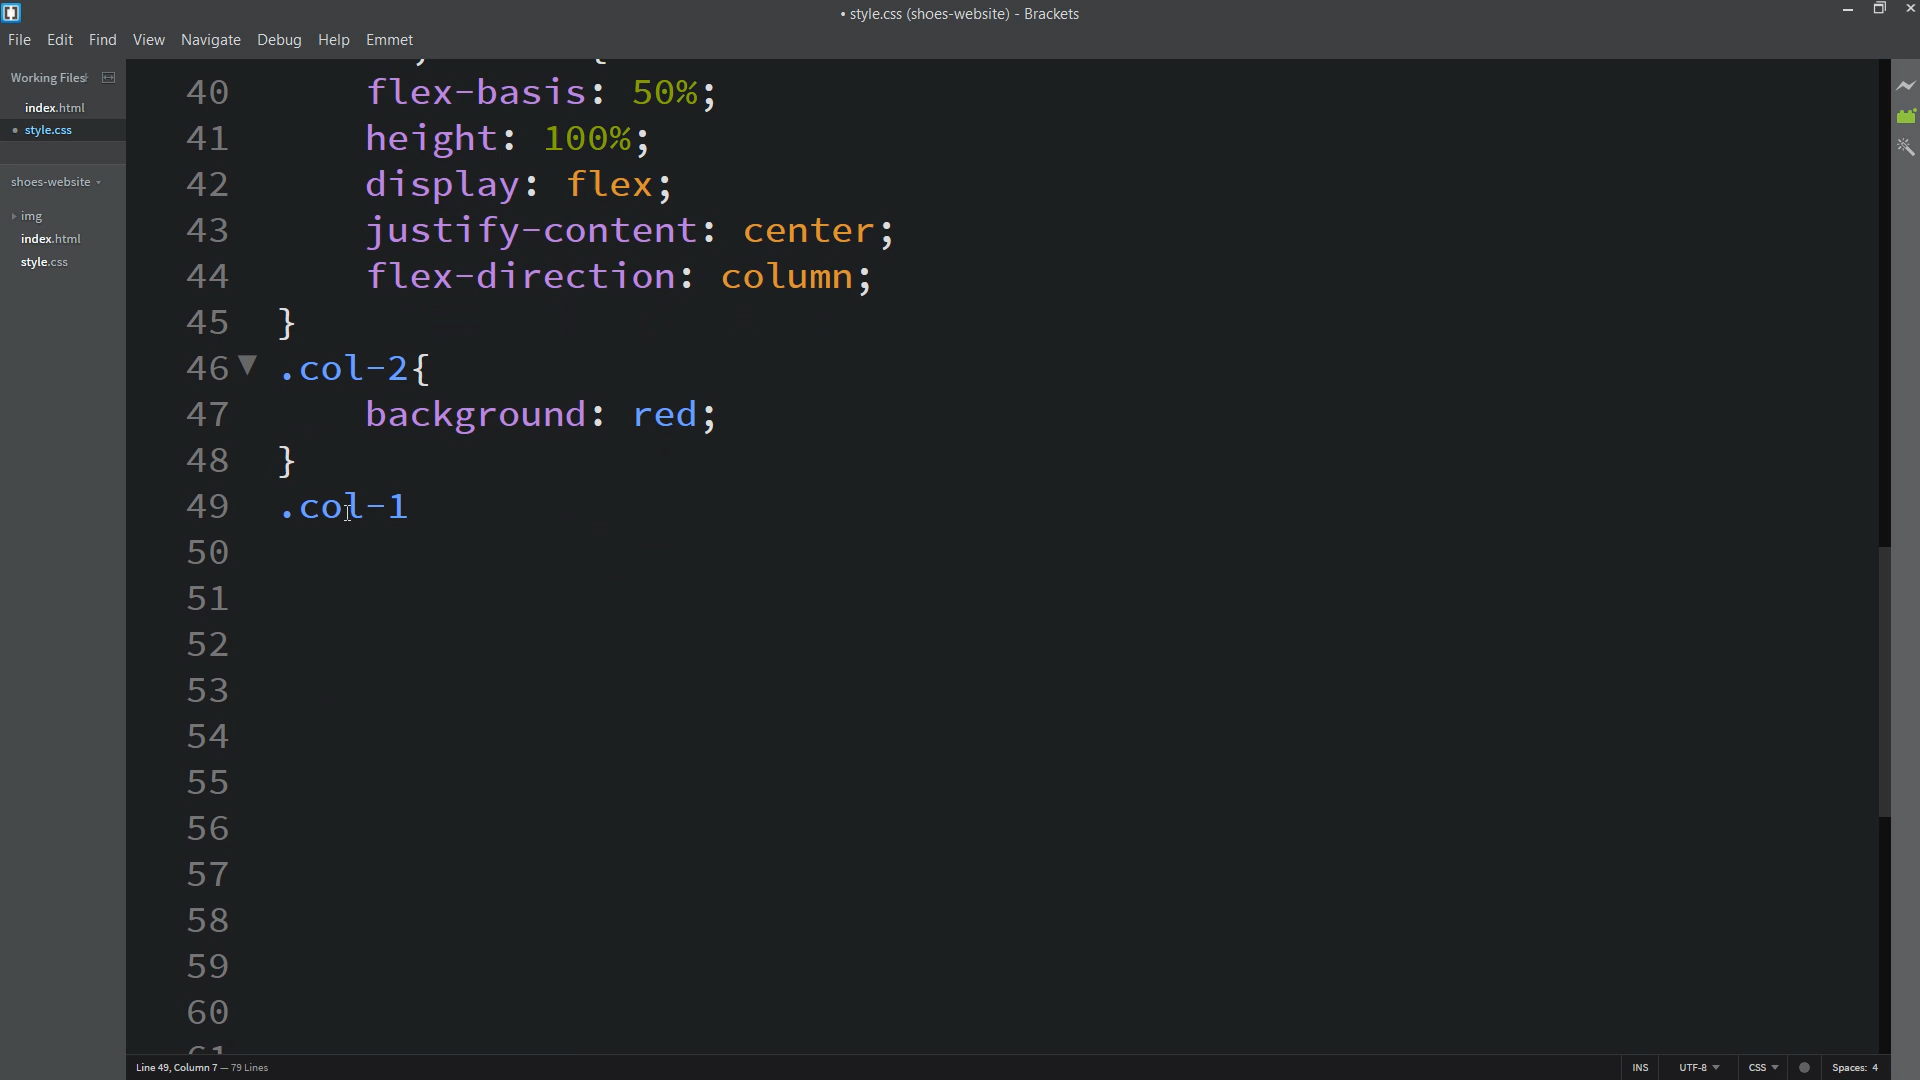 • style.css (shoes-website) - Brackets
File Edit Find View Navigate Debug Help Emmet
Working Files
index.html
• style.css
shoes-website
img
index.html
style.css
40 flex-basis: 50%;
41 height: 100%;
42 display: flex;
43 justify-content: center;
44 flex-direction: column;
45 }
46 .col-2{
47 background: red;
48 }
49 .col-1
50
51
52
53
54
55
56
57
58
59
60
61
Line 49, Column 7 — 79 Lines
INS UTF-8 CSS Spaces: 4